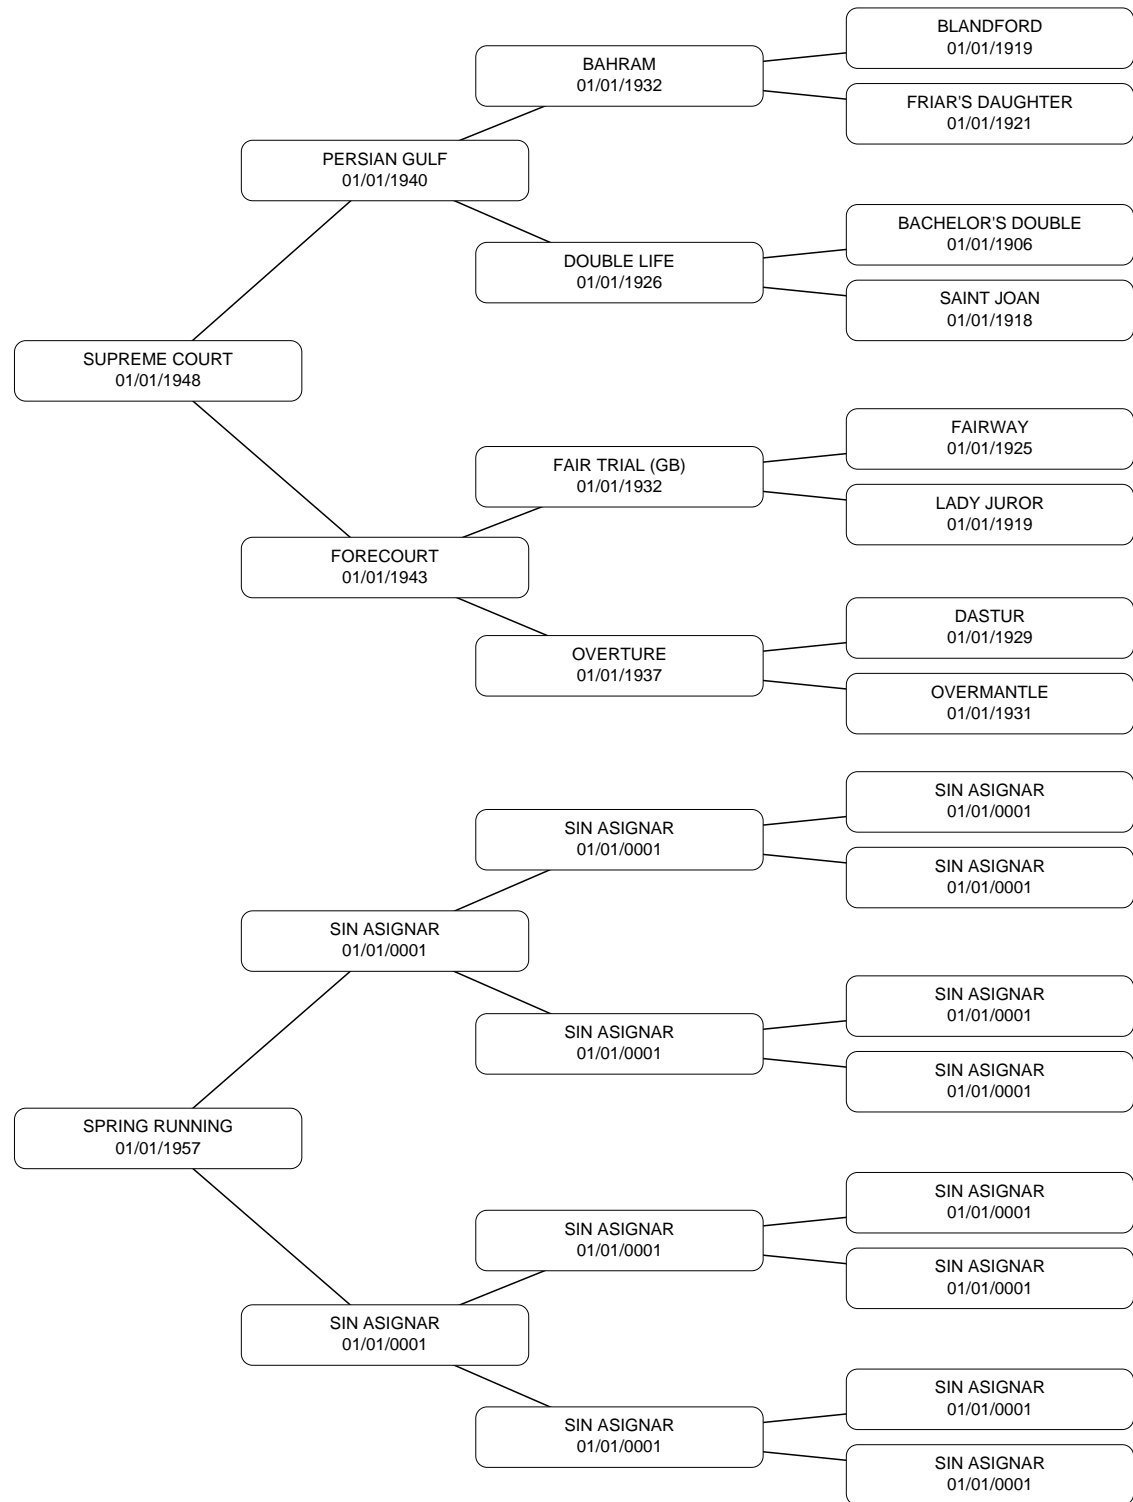 BLANDFORD
01/01/1919
BAHRAM
01/01/1932
FRIAR'S DAUGHTER
01/01/1921
PERSIAN GULF
01/01/1940
BACHELOR'S DOUBLE
01/01/1906
DOUBLE LIFE
01/01/1926
SAINT JOAN
01/01/1918
SUPREME COURT
01/01/1948
FAIRWAY
01/01/1925
FAIR TRIAL (GB)
01/01/1932
LADY JUROR
01/01/1919
FORECOURT
01/01/1943
DASTUR
01/01/1929
OVERTURE
01/01/1937
OVERMANTLE
01/01/1931
SIN ASIGNAR
01/01/0001
SIN ASIGNAR
01/01/0001
SIN ASIGNAR
01/01/0001
SIN ASIGNAR
01/01/0001
SIN ASIGNAR
01/01/0001
SIN ASIGNAR
01/01/0001
SIN ASIGNAR
01/01/0001
SPRING RUNNING
01/01/1957
SIN ASIGNAR
01/01/0001
SIN ASIGNAR
01/01/0001
SIN ASIGNAR
01/01/0001
SIN ASIGNAR
01/01/0001
SIN ASIGNAR
01/01/0001
SIN ASIGNAR
01/01/0001
SIN ASIGNAR
01/01/0001